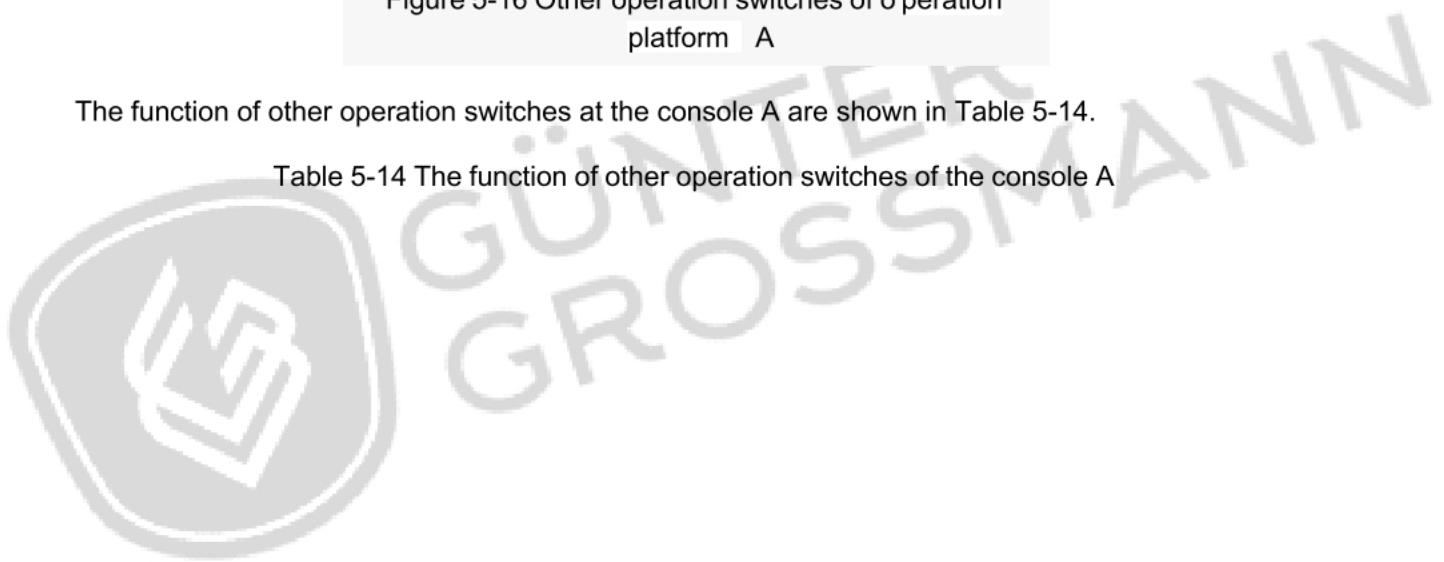 Figure 5-16 Other operation switches of o peration
platform A
The function of other operation switches at the console A are shown in Table 5-14.
Table 5-14 The function of other operation switches of the console A
GÜNTER
GROSSMANN